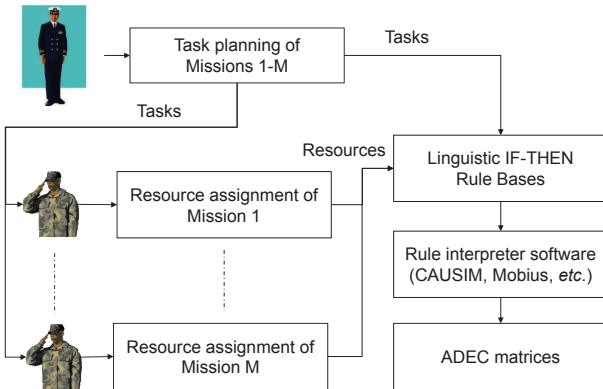 Task planning of
Missions 1-M
Tasks
Tasks
Resources
Linguistic IF-THEN
Rule Bases
Resource assignment of
Mission 1
Rule interpreter software
(CAUSIM, Mobius, etc.)
Resource assignment of
Mission M
ADEC matrices